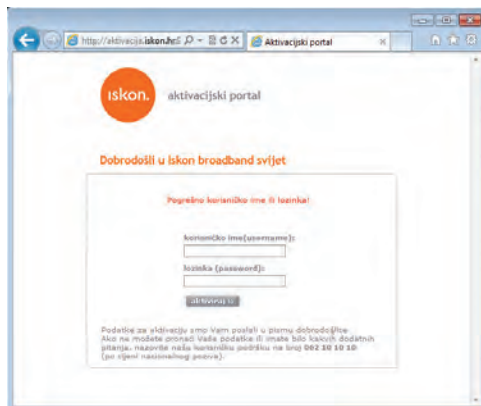 http://aktivacija.iskon.hr:
Aktivacijski portal
ıskon.
aktivacijski portal
Dobrodošli u Iskon broadband svijet
Pogrešno korisničko ime ili lozinka!
korisničko ime(username):
lozinka (password):
aktiviraj
Podatke za aktivaciju smo Vam poslali u pismu dobrodošlice
Ako ne možete pronaći Vaše podatke ili imate bilo kakvih dodatnih
pitanja, nazovite našu korisničku podršku na broj 062 10 10 10
(po cijeni nacionalnog poziva).